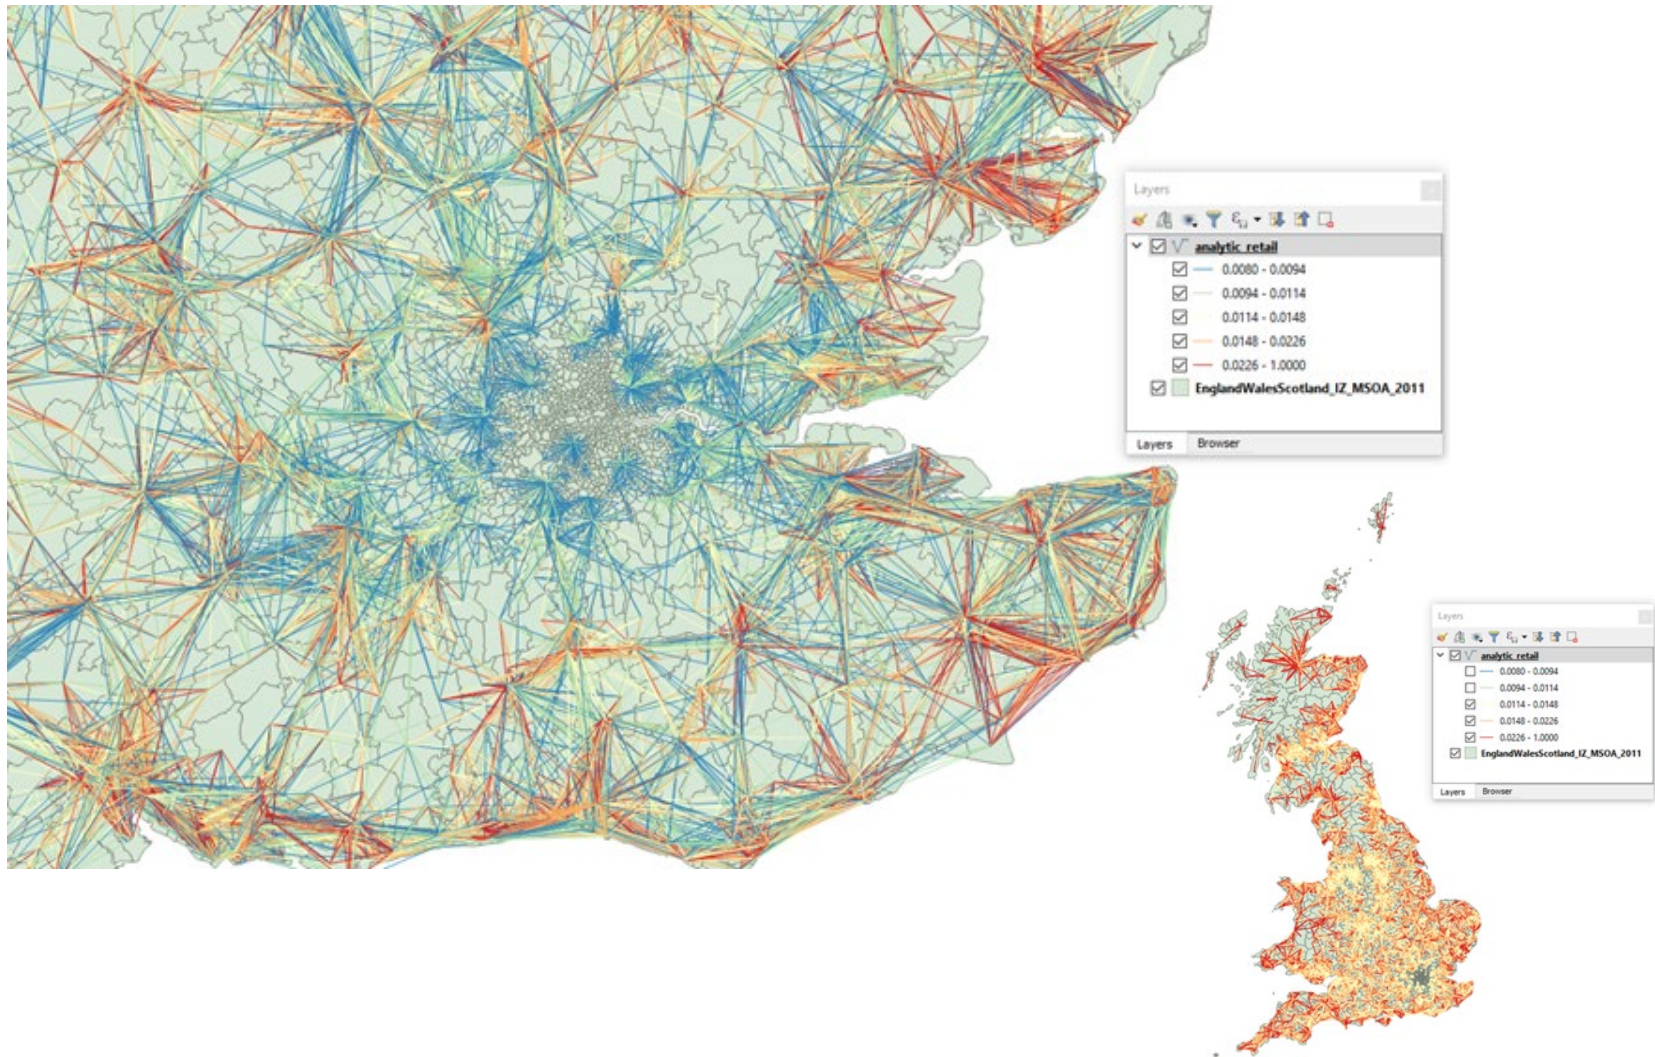 Layers
analytic_retail
0.0080 - 0.0094
0.0094 - 0.0114
0.0114 - 0.0148
0.0148 - 0.0226
0.0226 - 1.0000
EnglandWalesScotland_IZ_MSOA_2011
Layers Browser
Layers
analytic_retail
0.0080 - 0.0094
0.0094 - 0.0114
0.0114 - 0.0148
0.0148 - 0.0226
0.0226 - 1.0000
EnglandWalesScotland_IZ_MSOA_2011
Layers Browser